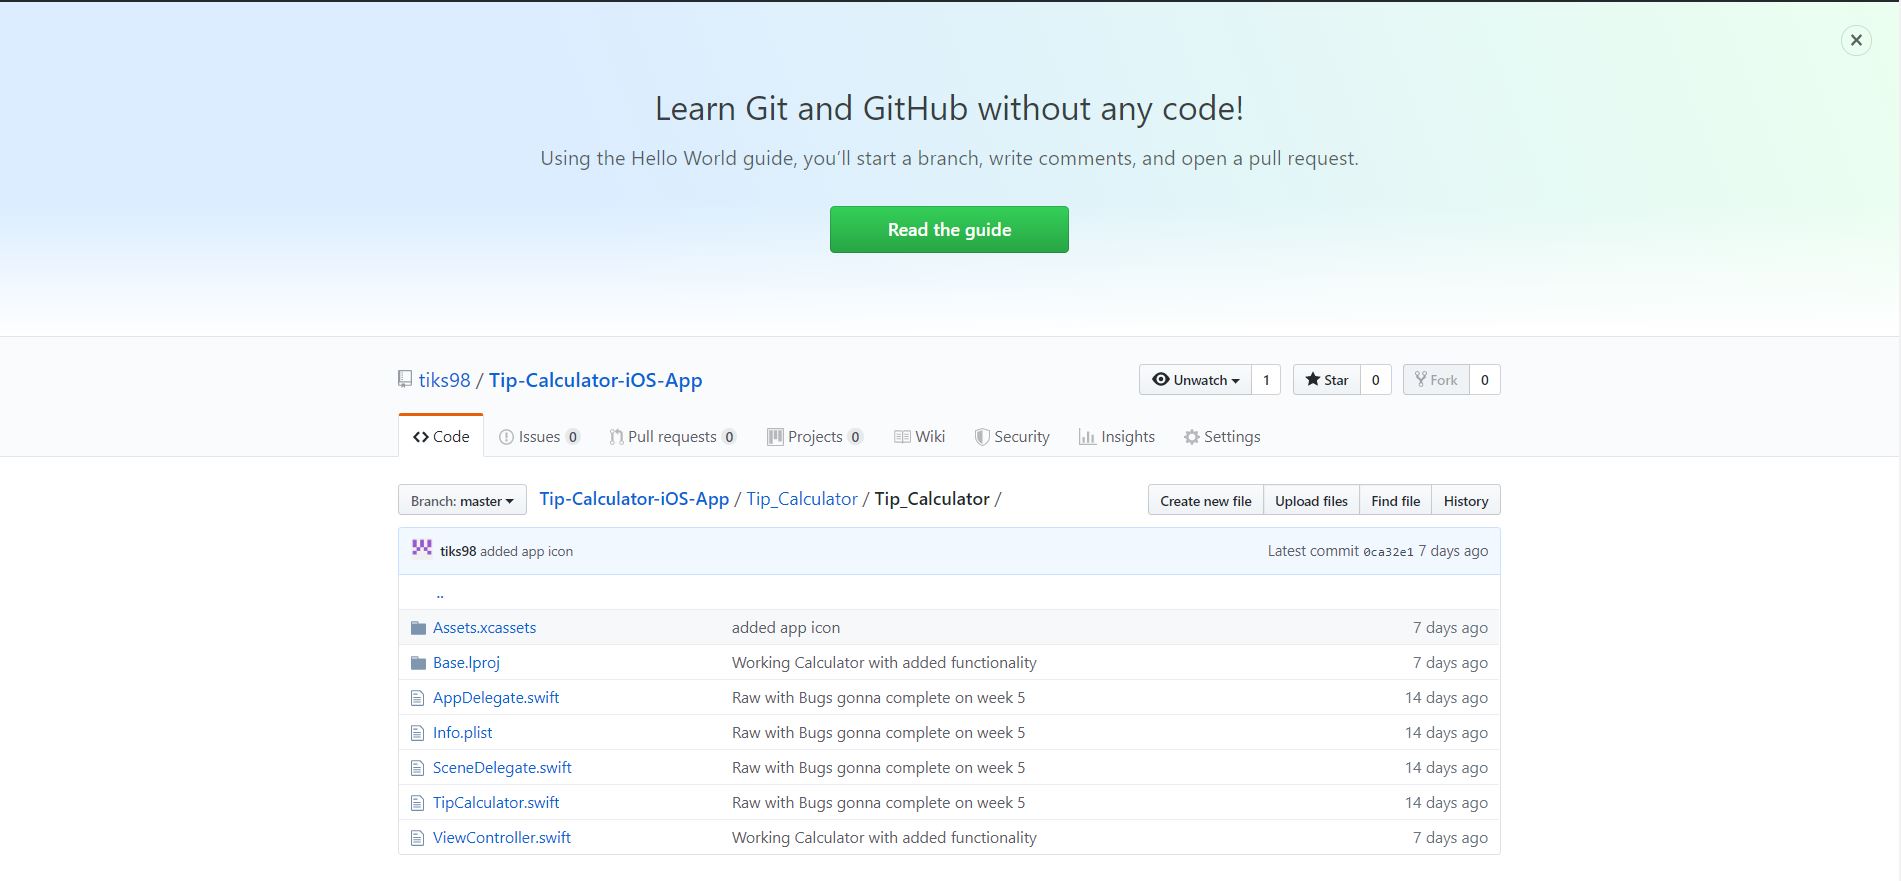 Learn Git and GitHub without any code!
Using the Hello World guide, you’ll start a branch, write comments, and open a pull request.
Read the guide
tiks98 / Tip-Calculator-iOS-App
Unwatch 1 Star 0 Fork 0
Code Issues 0 Pull requests 0 Projects 0 Wiki Security Insights Settings
Branch: master Tip-Calculator-iOS-App / Tip_Calculator / Tip_Calculator / Create new file Upload files Find file History
tiks98 added app icon Latest commit 0ca32e1 7 days ago
..
Assets.xcassets added app icon 7 days ago
Base.lproj Working Calculator with added functionality 7 days ago
AppDelegate.swift Raw with Bugs gonna complete on week 5 14 days ago
Info.plist Raw with Bugs gonna complete on week 5 14 days ago
SceneDelegate.swift Raw with Bugs gonna complete on week 5 14 days ago
TipCalculator.swift Raw with Bugs gonna complete on week 5 14 days ago
ViewController.swift Working Calculator with added functionality 7 days ago